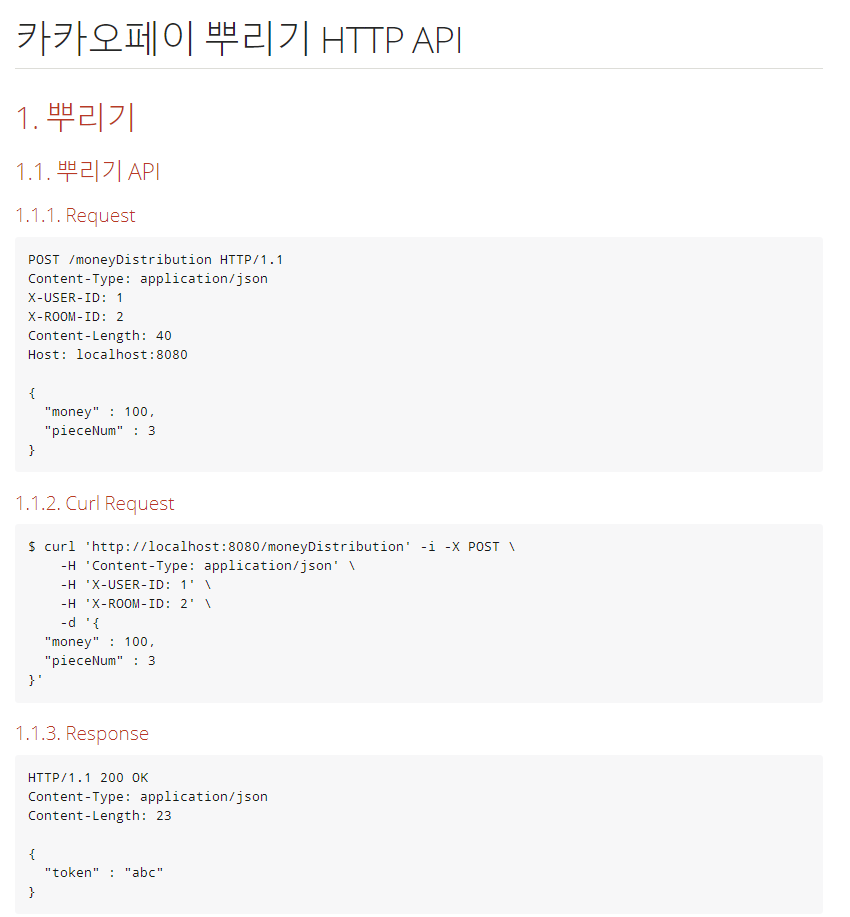 카카오페이 뿌리기 HTTP API
1. 뿌리기
1.1. 뿌리기 API
1.1.1. Request
POST /moneyDistribution HTTP/1.1
Content-Type: application/json
X-USER-ID: 1
X-ROOM-ID: 2
Content-Length: 40
Host: localhost:8080
{
"money" : 100,
"pieceNum" : 3
}
1.1.2. Curl Request
$ curl 'http://localhost:8080/moneyDistribution' -i -X POST \
-H 'Content-Type: application/json' \
-H 'X-USER-ID: 1' \
-H 'X-ROOM-ID: 2' \
-d '{
"money" : 100,
"pieceNum" : 3
}'
1.1.3. Response
HTTP/1.1 200 OK
Content-Type: application/json
Content-Length: 23
{
"token" : "abc"
}